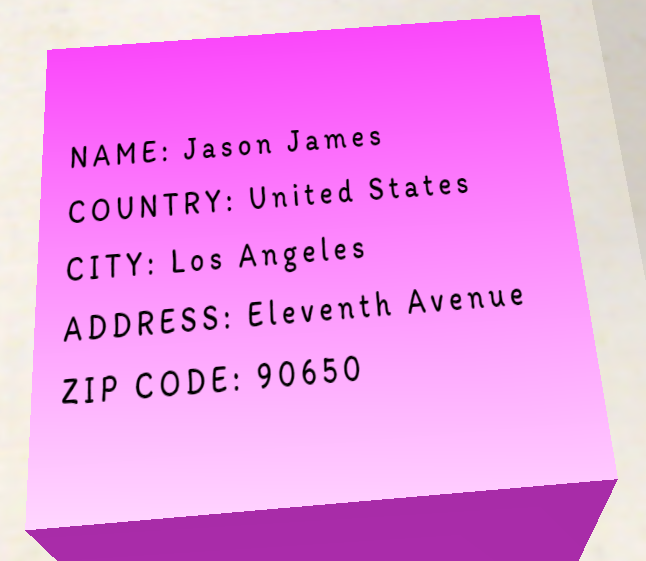 NAME: Jason James
COUNTRY: United States
CITY: Los Angeles
ADDRESS: Eleventh Avenue
ZIP CODE: 90650